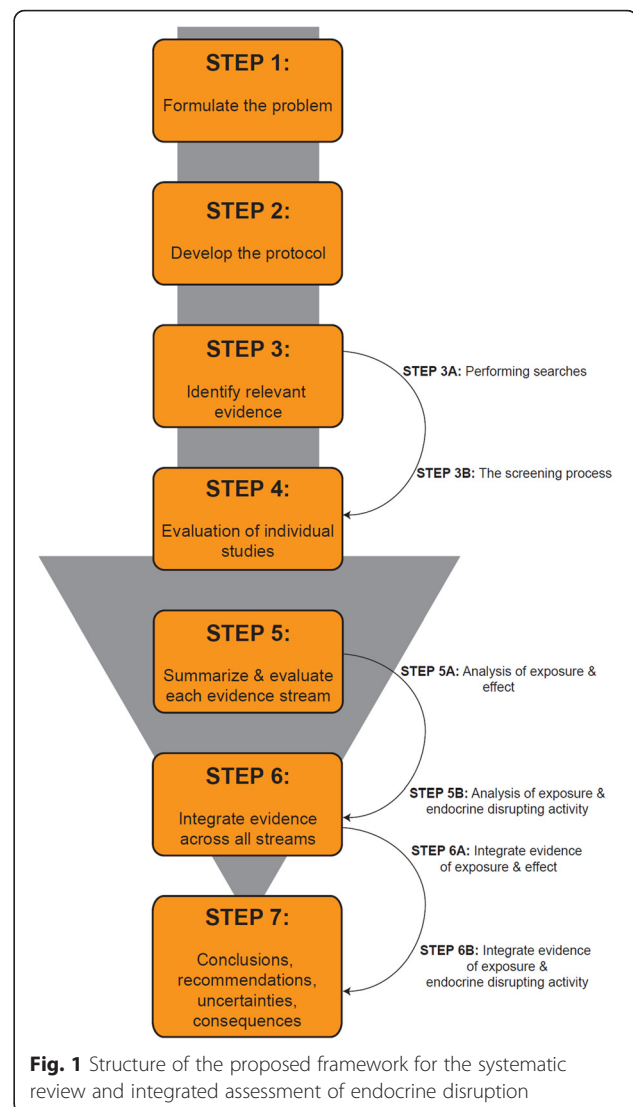 STEP 1:
Formulate the problem
STEP 2:
Develop the protocol
STEP 3:
Identify relevant
evidence
STEP 3A: Performing searches
STEP 3B: The screening process
STEP 4:
Evaluation of individual
studies
STEP 5:
Summarize & evaluate
each evidence stream
STEP 5A: Analysis of exposure &
effect
STEP 5B: Analysis of exposure &
endocrine disrupting activity
STEP 6:
Integrate evidence
across all streams
STEP 6A: Integrate evidence
of exposure & effect
STEP 6B: Integrate evidence
of exposure &
endocrine disrupting activity
STEP 7:
Conclusions,
recommendations,
uncertainties,
consequences
Fig. 1 Structure of the proposed framework for the systematic
review and integrated assessment of endocrine disruption